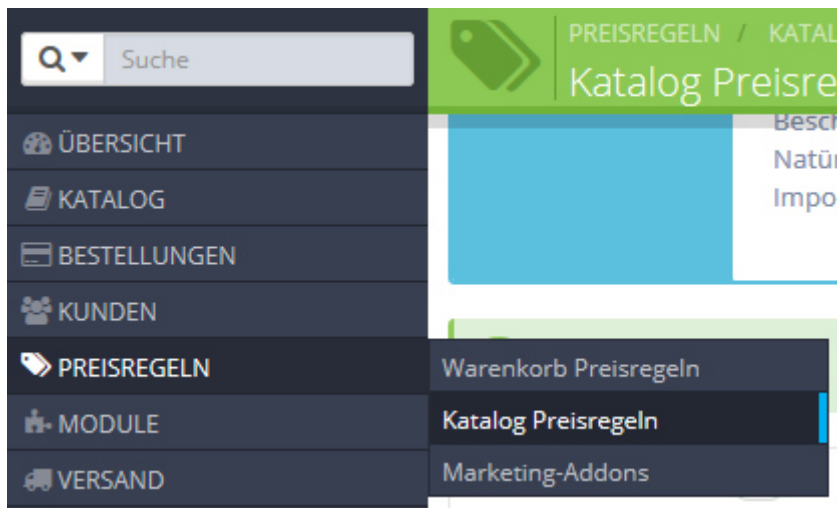 Suche
PREISREGELN / KATAL
Katalog Preisre
ÜBERSICHT
Besch
Natür
Impo
KATALOG
BESTELLUNGEN
KUNDEN
PREISREGELN
Warenkorb Preisregeln
Katalog Preisregeln
Marketing-Addons
MODULE
VERSAND